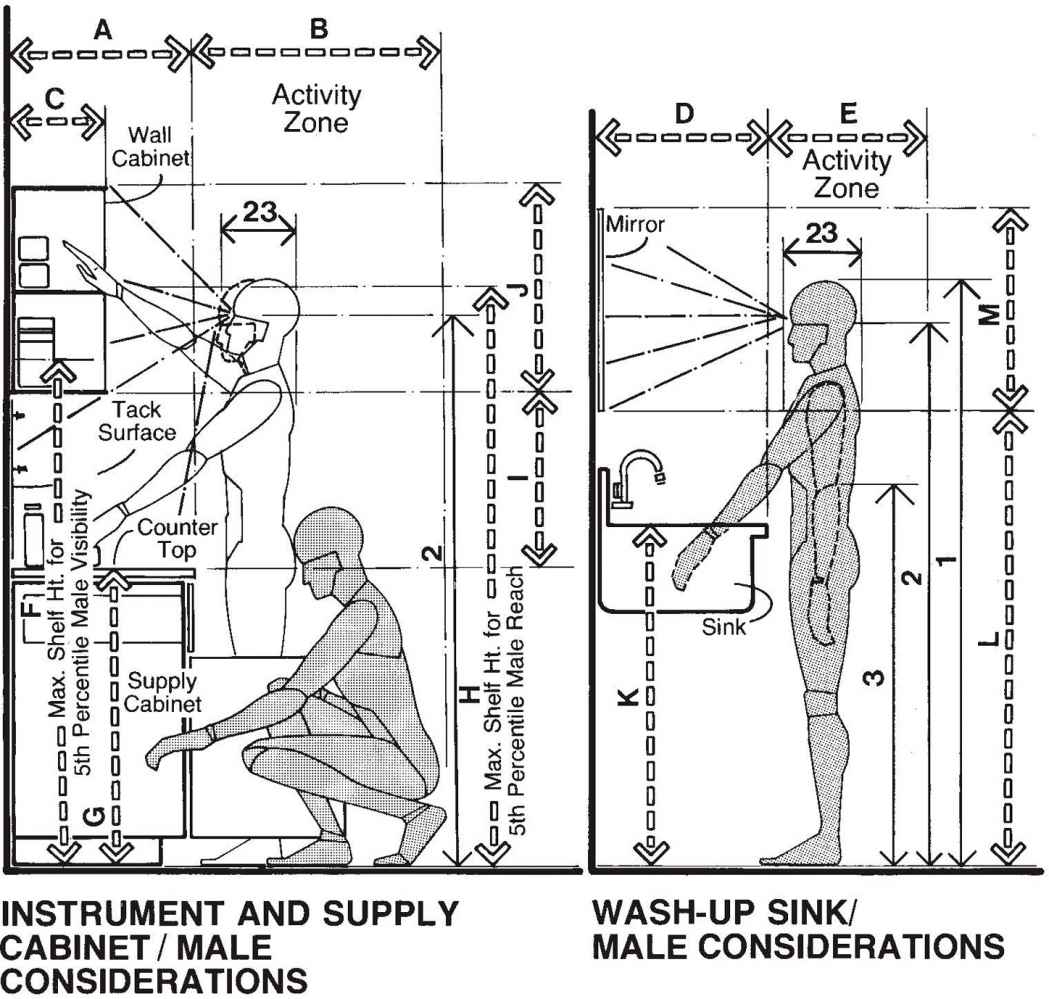 A
B
Activity
Zone
C
Wall
Cabinet
23
J
Tack
Surface
I
Counter
Top
2
F
Max. Shelf Ht. for
5th Percentile Male Visibility
H
Max. Shelf Ht. for
5th Percentile Male Reach
Supply
Cabinet
G
INSTRUMENT AND SUPPLY
CABINET / MALE
CONSIDERATIONS
D
E
Activity
Zone
Mirror
23
M
1
2
3
Sink
K
L
WASH-UP SINK/
MALE CONSIDERATIONS